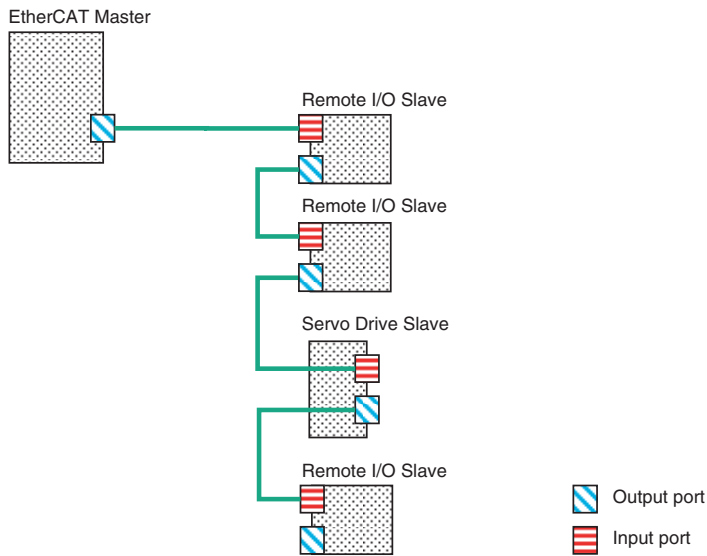 EtherCAT Master
Remote I/O Slave
Remote I/O Slave
Servo Drive Slave
Remote I/O Slave
Output port
Input port